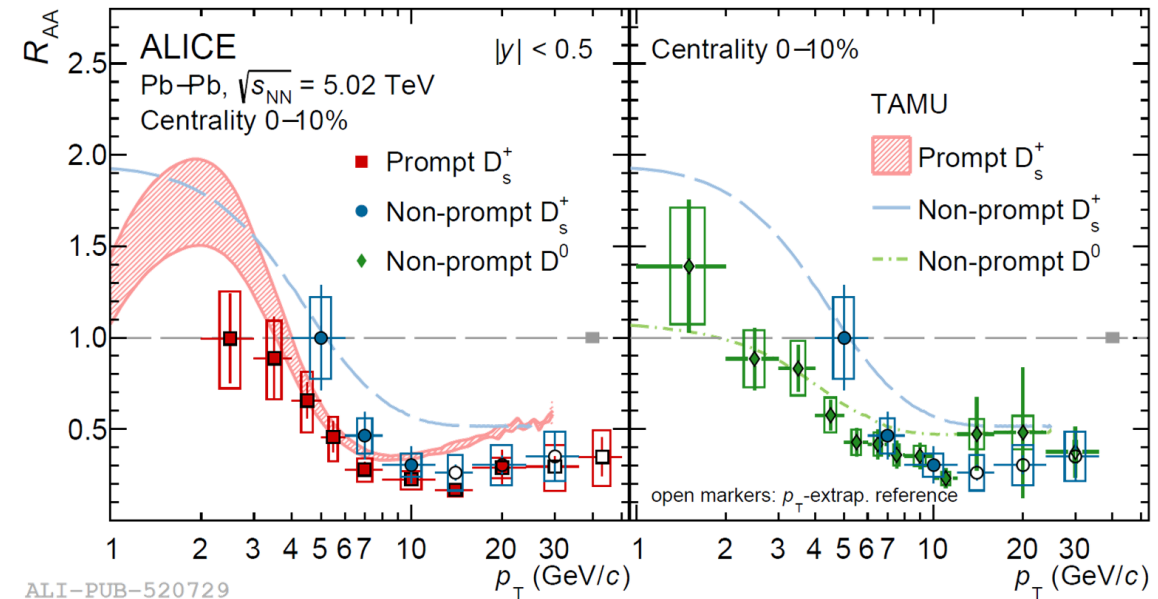 R_AA
2.5
2.0
1.5
1.0
0.5
ALICE
|y| < 0.5
Pb−Pb, √s_NN = 5.02 TeV
Centrality 0−10%
Prompt D_s^+
Non-prompt D_s^+
Non-prompt D^0
1 2 3 4 5 6 7 10 20 30
p_T (GeV/c)
Centrality 0−10%
TAMU
Prompt D_s^+
Non-prompt D_s^+
Non-prompt D^0
open markers: p_T-extrap. reference
1 2 3 4 5 6 7 10 20 30
p_T (GeV/c)
ALI-PUB-520729